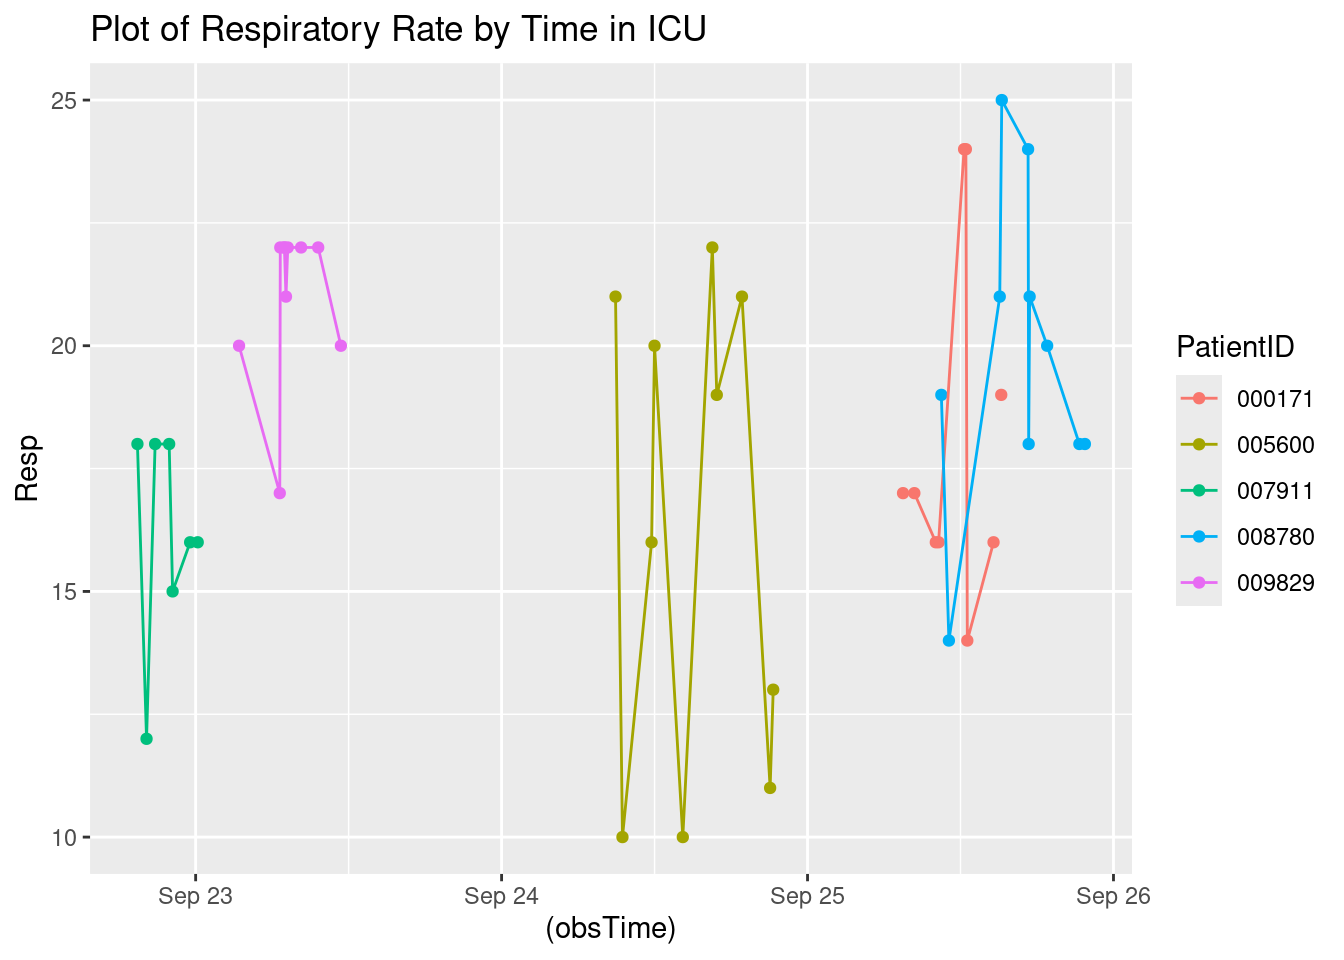 Plot of Respiratory Rate by Time in ICU
25
20
15
10
Resp
Sep 23
Sep 24
Sep 25
Sep 26
(obsTime)
PatientID
000171
005600
007911
008780
009829